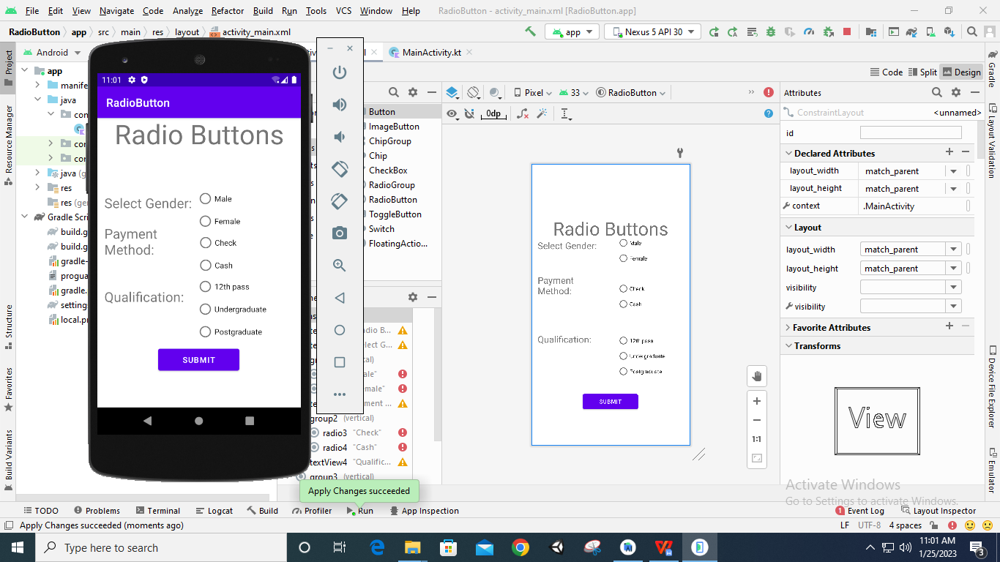 File Edit View Navigate Code Analyze Refactor Build Run Tools VCS Window Help RadioButton - activity_main.xml [RadioButton.app]
RadioButton app src main res layout activity_main.xml app Nexus 5 API 30
Project
Resource Manager
Structure
Favorites
Build Variants
Android
app
manife
java
com
java (g
res
res (ger
Gradle Scri
build.g
build.g
gradle-
progua
gradle.
setting
local.pr
11:01
RadioButton
Radio Buttons
Select Gender:
Male
Female
Payment
Method:
Check
Cash
Qualification:
12th pass
Undergraduate
Postgraduate
SUBMIT
MainActivity.kt
Code Split Design
Button
ImageButton
ChipGroup
Chip
CheckBox
RadioGroup
RadioButton
ToggleButton
Switch
FloatingActio...
dio B...
lect G...
cal)
ale"
emale"
ment ...
group2 (vertical)
radio3 "Check"
radio4 "Cash"
textView4 "Qualific...
group3 (vertical)
Apply Changes succeeded
Pixel 33 RadioButton
0dp
Radio Buttons
Select Gender:
Male
Female
Payment
Method:
Check
Cash
Qualification:
12th pass
Undergraduate
Postgraduate
SUBMIT
1:1
Attributes
ConstraintLayout <unnamed>
id
Declared Attributes
layout_width match_parent
layout_height match_parent
context .MainActivity
Layout
layout_width match_parent
layout_height match_parent
visibility
visibility
Favorite Attributes
Transforms
View
Activate Windows
Go to Settings to activate Windows.
Gradle
Layout Validation
Device File Explorer
Emulator
TODO Problems Terminal Logcat Build Profiler Run App Inspection 1 Event Log Layout Inspector
Apply Changes succeeded (moments ago) LF UTF-8 4 spaces
Type here to search
11:01 AM
1/25/2023
3